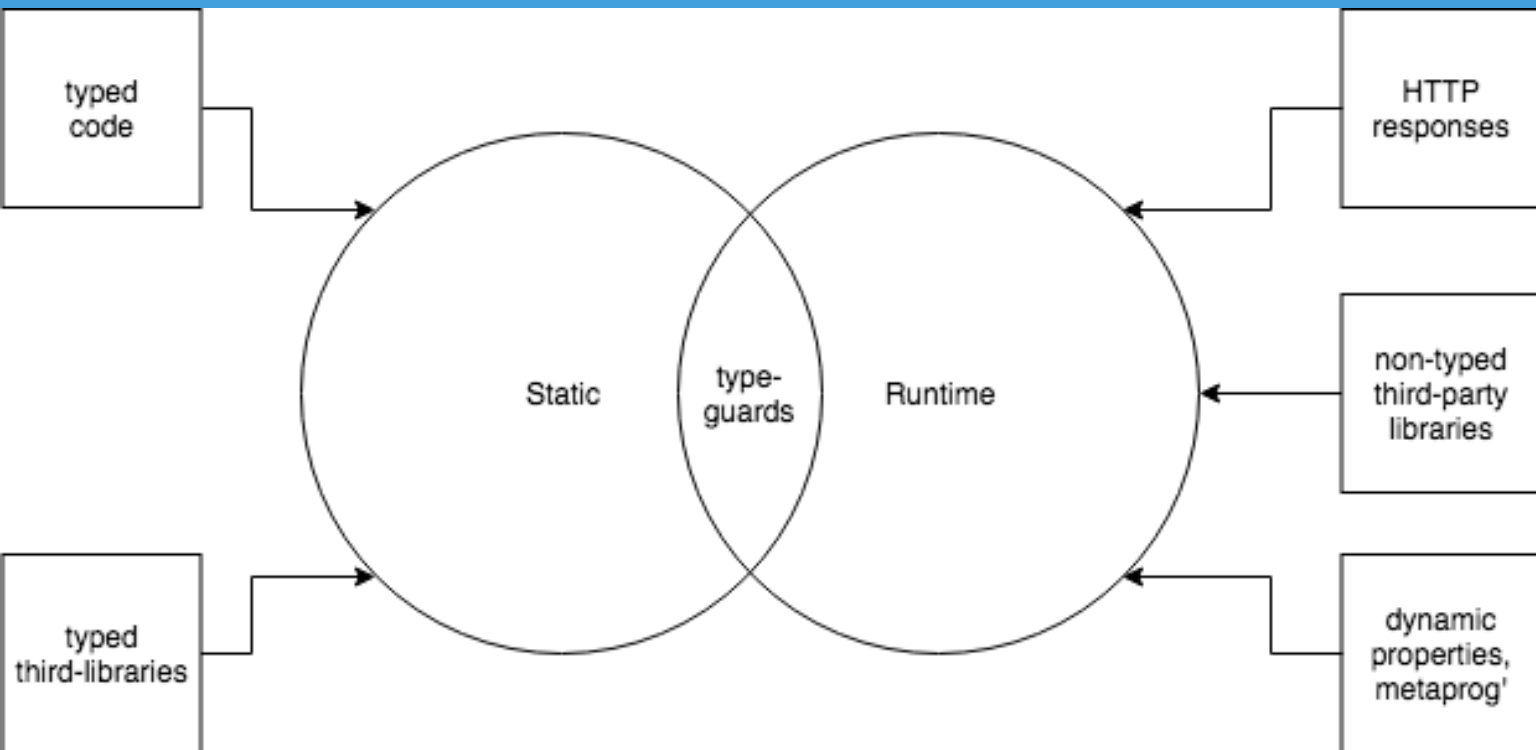 typed
code
HTTP
responses
Static
type-
guards
Runtime
non-typed
third-party
libraries
typed
third-libraries
dynamic
properties,
metaprog'